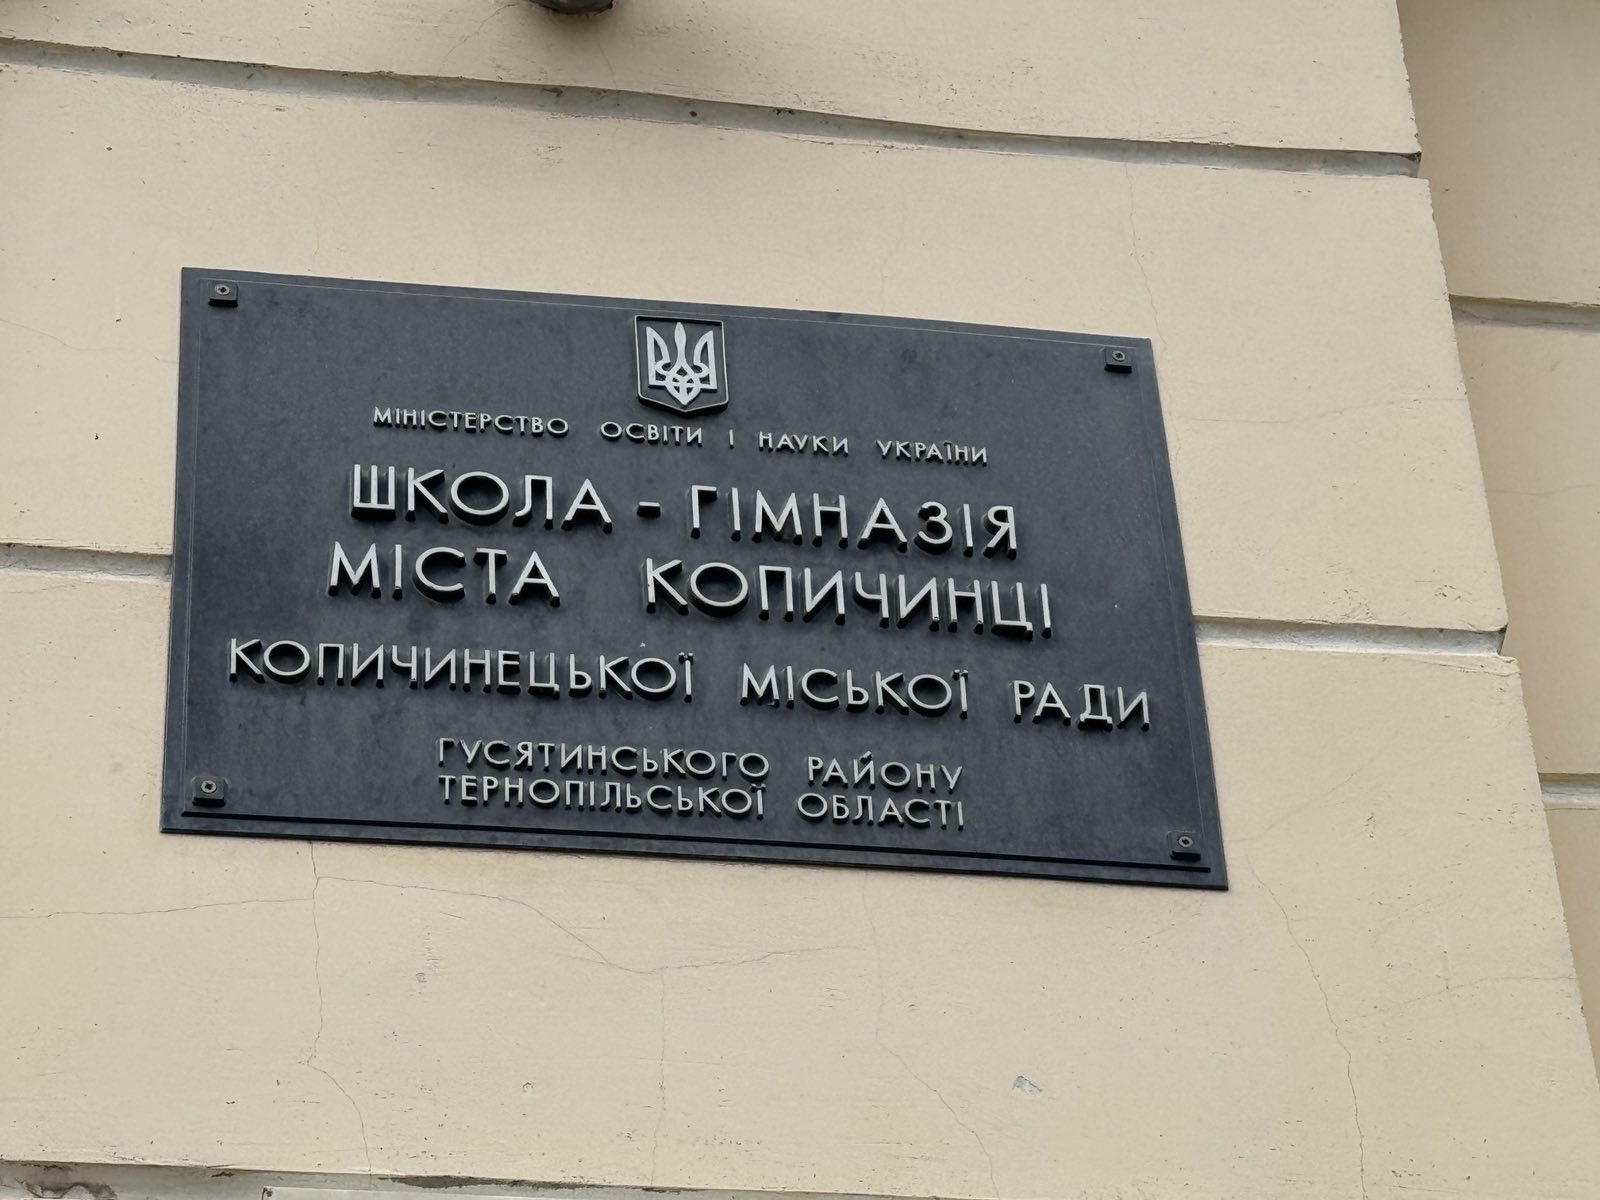 МІНІСТЕРСТВО ОСВІТИ І НАУКИ УКРАЇНИ
ШКОЛА - ГІМНАЗІЯ
МІСТА КОПИЧИНЦІ
КОПИЧИНЕЦЬКОЇ МІСЬКОЇ РАДИ
ГУСЯТИНСЬКОГО РАЙОНУ
ТЕРНОПІЛЬСЬКОЇ ОБЛАСТІ